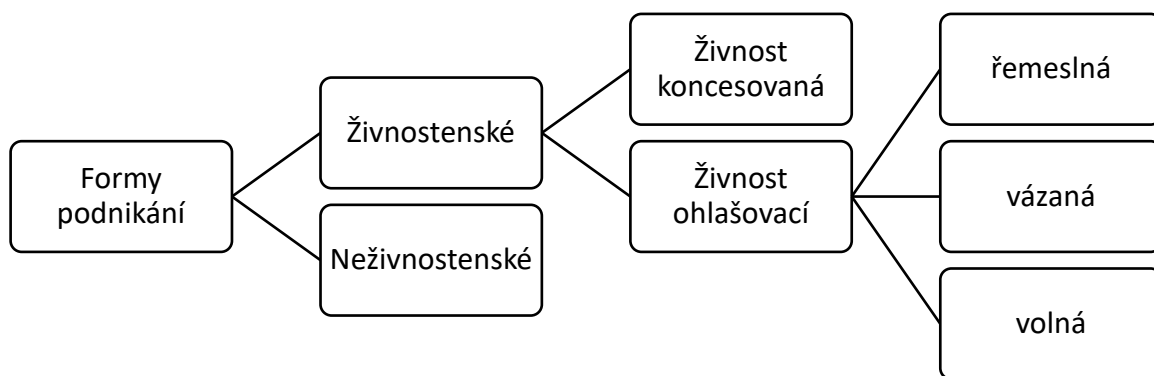 Formy
podnikání
Živnostenské
Neživnostenské
Živnost
koncesovaná
Živnost
ohlašovací
řemeslná
vázaná
volná